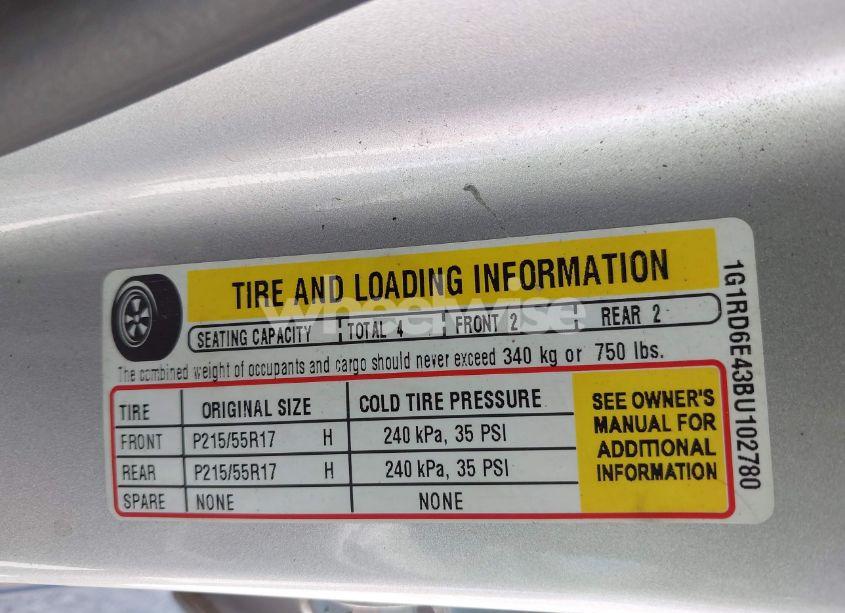 TIRE AND LOADING INFORMATION
SEATING CAPACITY TOTAL 4 FRONT 2 REAR 2
The combined weight of occupants and cargo should never exceed 340 kg or 750 lbs.
TIRE ORIGINAL SIZE COLD TIRE PRESSURE
FRONT P215/55R17 H 240 kPa, 35 PSI
REAR P215/55R17 H 240 kPa, 35 PSI
SPARE NONE NONE
SEE OWNER'S
MANUAL FOR
ADDITIONAL
INFORMATION
1G1RD6E43BU102780
wheelwise